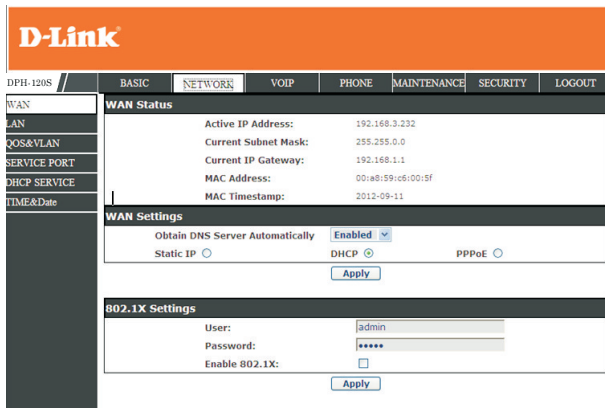 D-Link
DPH-120S BASIC NETWORK VOIP PHONE MAINTENANCE SECURITY LOGOUT
WAN
LAN
QOS&VLAN
SERVICE PORT
DHCP SERVICE
TIME&Date
WAN Status
Active IP Address: 192.168.3.232
Current Subnet Mask: 255.255.0.0
Current IP Gateway: 192.168.1.1
MAC Address: 00:a8:59:c6:00:5f
MAC Timestamp: 2012-09-11
WAN Settings
Obtain DNS Server Automatically Enabled
Static IP DHCP PPPoE
Apply
802.1X Settings
User: admin
Password: •••••
Enable 802.1X:
Apply